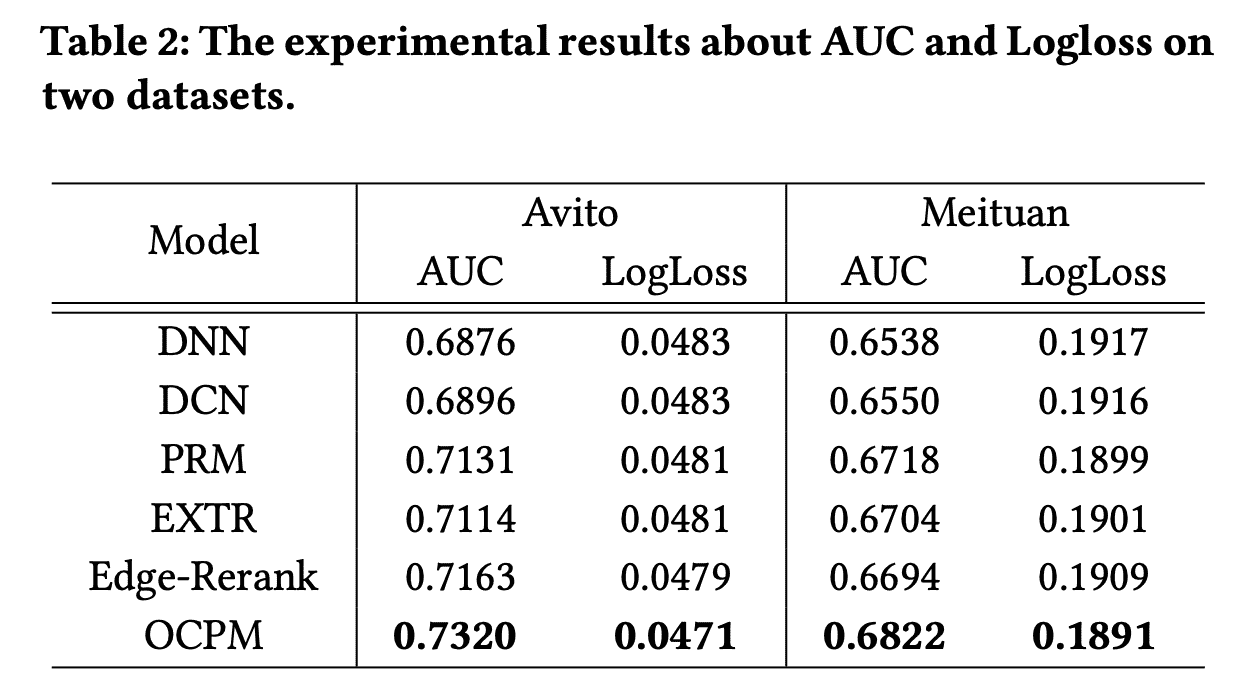 Table 2: The experimental results about AUC and Logloss on
two datasets.
Model Avito Meituan
AUC LogLoss AUC LogLoss
DNN 0.6876 0.0483 0.6538 0.1917
DCN 0.6896 0.0483 0.6550 0.1916
PRM 0.7131 0.0481 0.6718 0.1899
EXTR 0.7114 0.0481 0.6704 0.1901
Edge-Rerank 0.7163 0.0479 0.6694 0.1909
OCPM 0.7320 0.0471 0.6822 0.1891